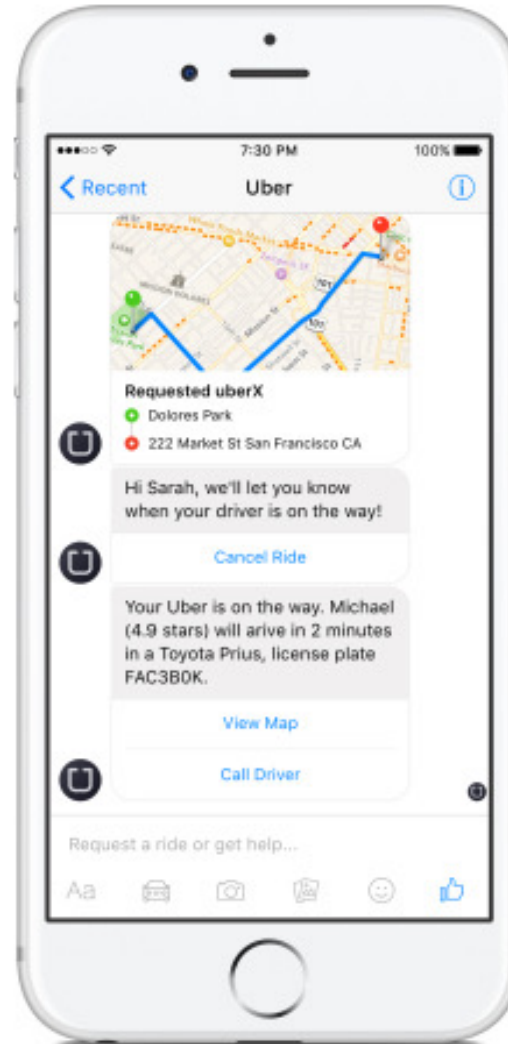 7:30 PM
100%
Recent
Uber
101
101
Requested uberX
Dolores Park
222 Market St San Francisco CA
Hi Sarah, we'll let you know
when your driver is on the way!
Cancel Ride
Your Uber is on the way. Michael
(4.9 stars) will arive in 2 minutes
in a Toyota Prius, license plate
FAC3B0K.
View Map
Call Driver
Request a ride or get help...
Aa